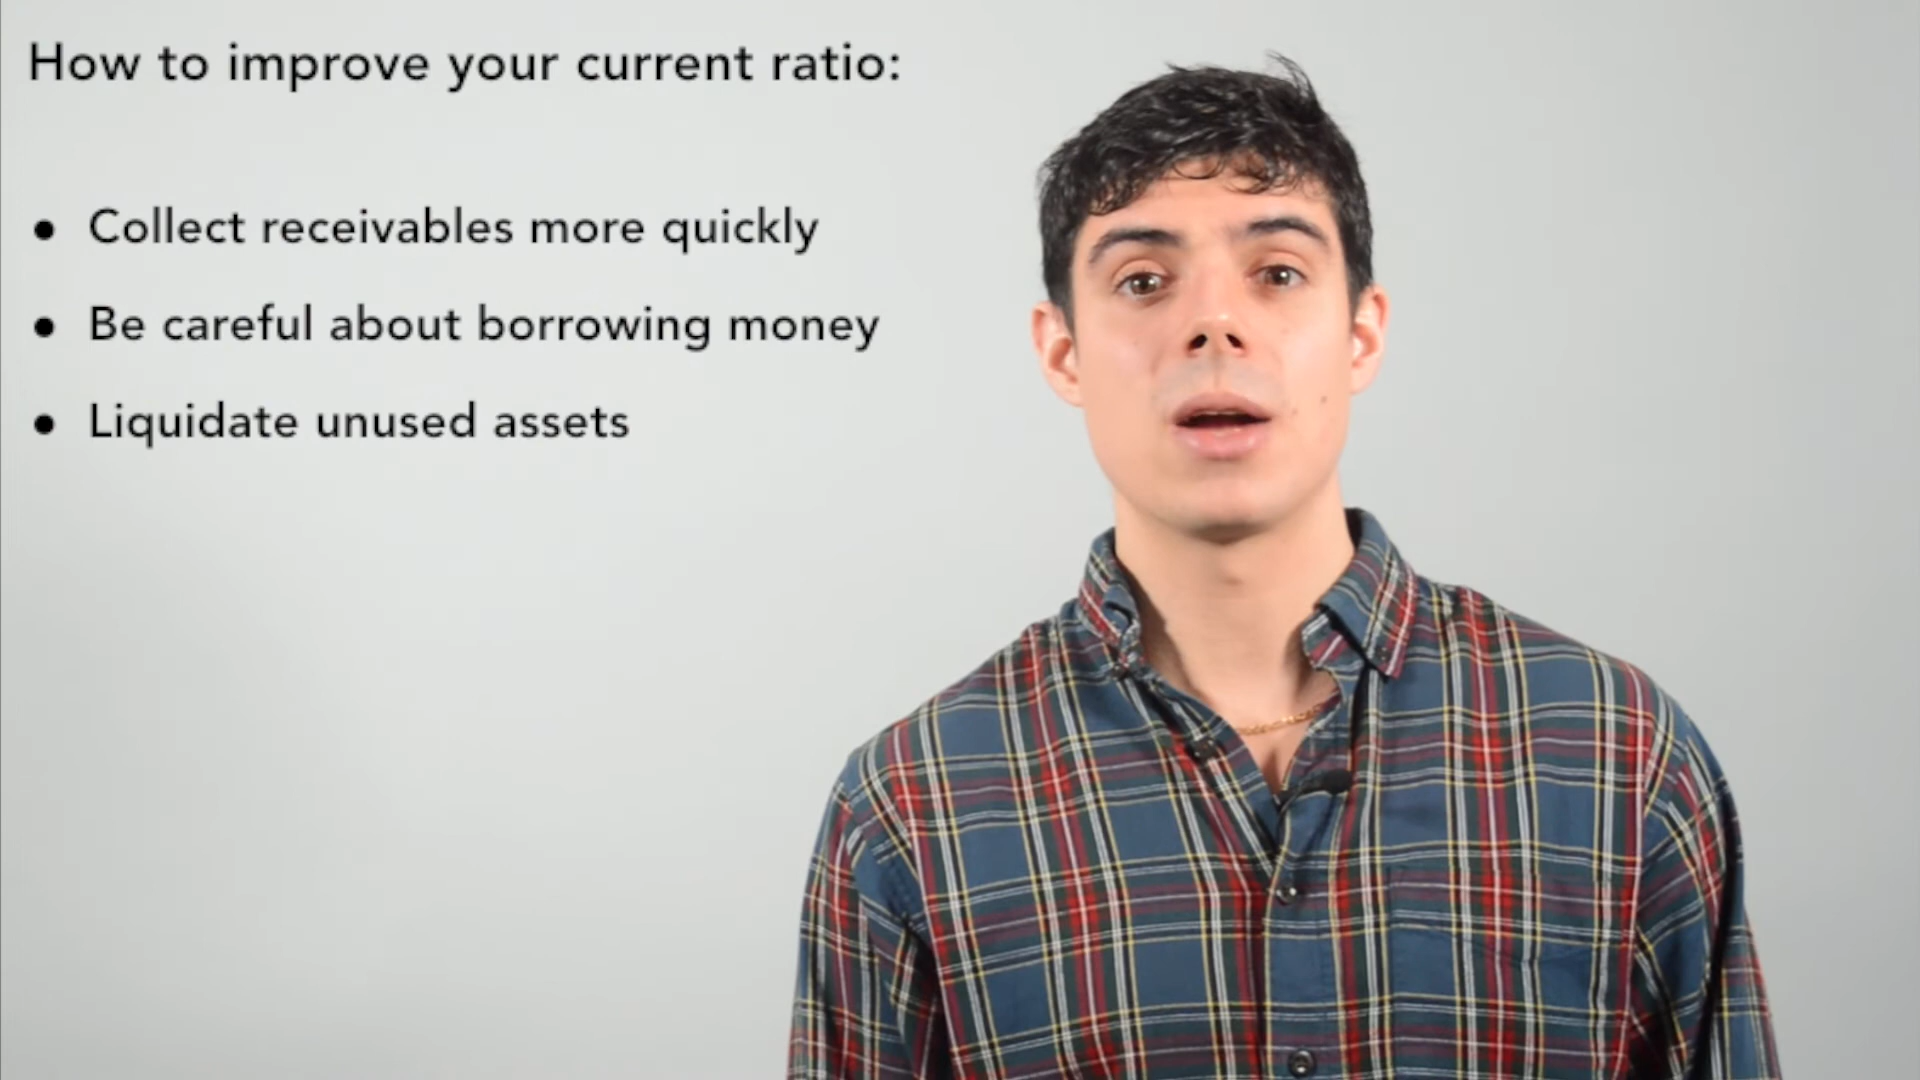 How to improve your current ratio:
● Collect receivables more quickly
● Be careful about borrowing money
● Liquidate unused assets